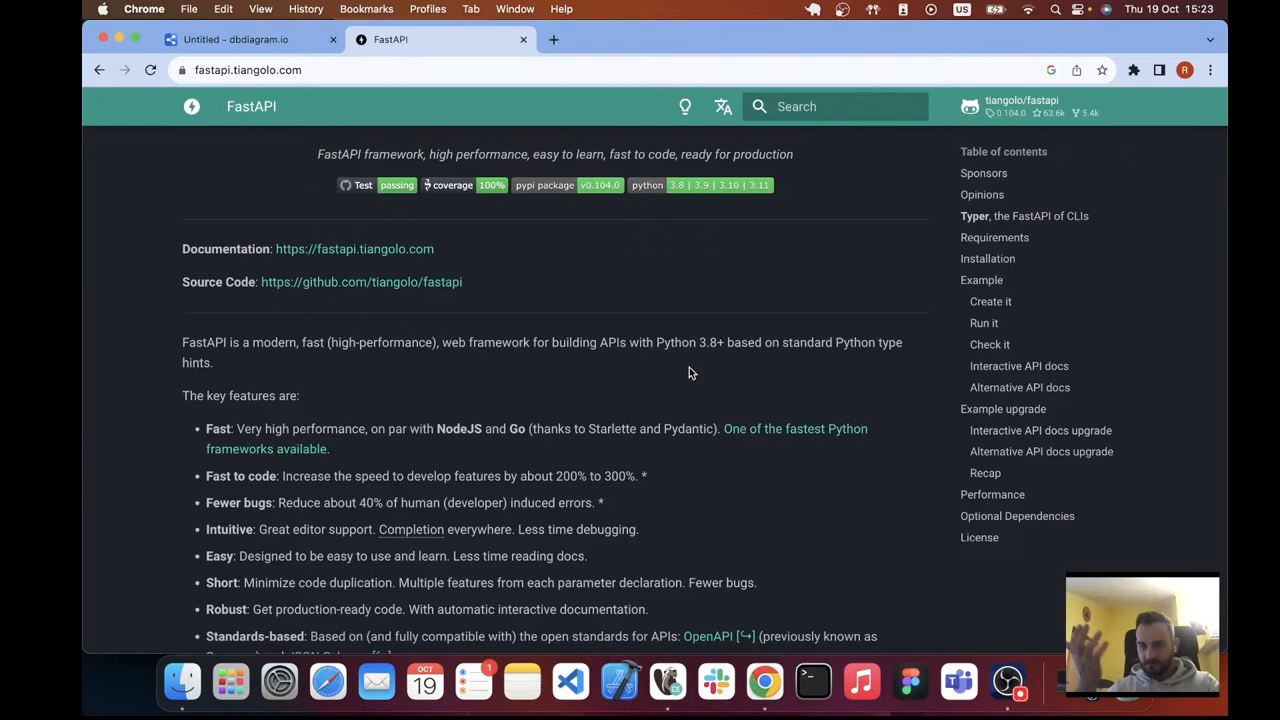 Chrome File Edit View History Bookmarks Profiles Tab Window Help US Thu 19 Oct 15:23
Untitled - dbdiagram.io FastAPI
fastapi.tiangolo.com R
FastAPI Search tiangolo/fastapi
0.104.0 63.6k 5.4k
FastAPI framework, high performance, easy to learn, fast to code, ready for production
Test passing coverage 100% pypi package v0.104.0 python 3.8 | 3.9 | 3.10 | 3.11
Documentation: https://fastapi.tiangolo.com
Source Code: https://github.com/tiangolo/fastapi
FastAPI is a modern, fast (high-performance), web framework for building APIs with Python 3.8+ based on standard Python type
hints.
The key features are:
• Fast: Very high performance, on par with NodeJS and Go (thanks to Starlette and Pydantic). One of the fastest Python
frameworks available.
• Fast to code: Increase the speed to develop features by about 200% to 300%. *
• Fewer bugs: Reduce about 40% of human (developer) induced errors. *
• Intuitive: Great editor support. Completion everywhere. Less time debugging.
• Easy: Designed to be easy to use and learn. Less time reading docs.
• Short: Minimize code duplication. Multiple features from each parameter declaration. Fewer bugs.
• Robust: Get production-ready code. With automatic interactive documentation.
• Standards-based: Based on (and fully compatible with) the open standards for APIs: OpenAPI (previously known as
Table of contents
Sponsors
Opinions
Typer, the FastAPI of CLIs
Requirements
Installation
Example
Create it
Run it
Check it
Interactive API docs
Alternative API docs
Example upgrade
Interactive API docs upgrade
Alternative API docs upgrade
Recap
Performance
Optional Dependencies
License
OCT
19
1